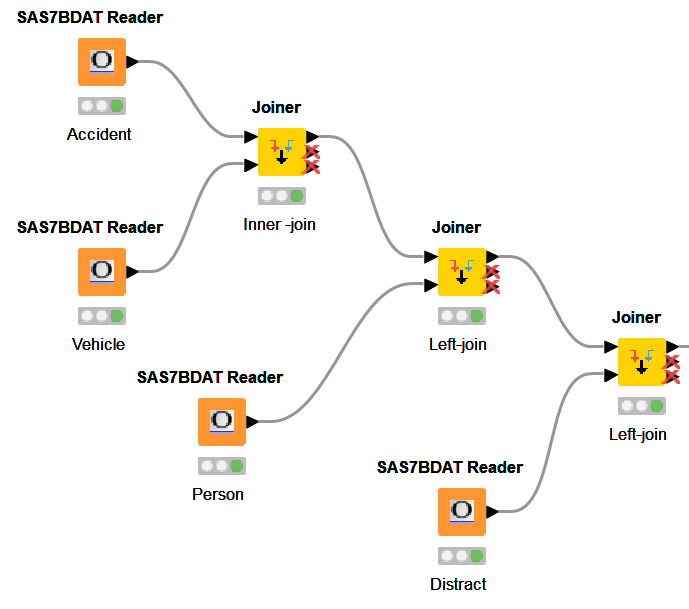 SAS7BDAT Reader
Accident
Joiner
Inner -join
SAS7BDAT Reader
Vehicle
Joiner
Left-join
SAS7BDAT Reader
Person
Joiner
Left-join
SAS7BDAT Reader
Distract